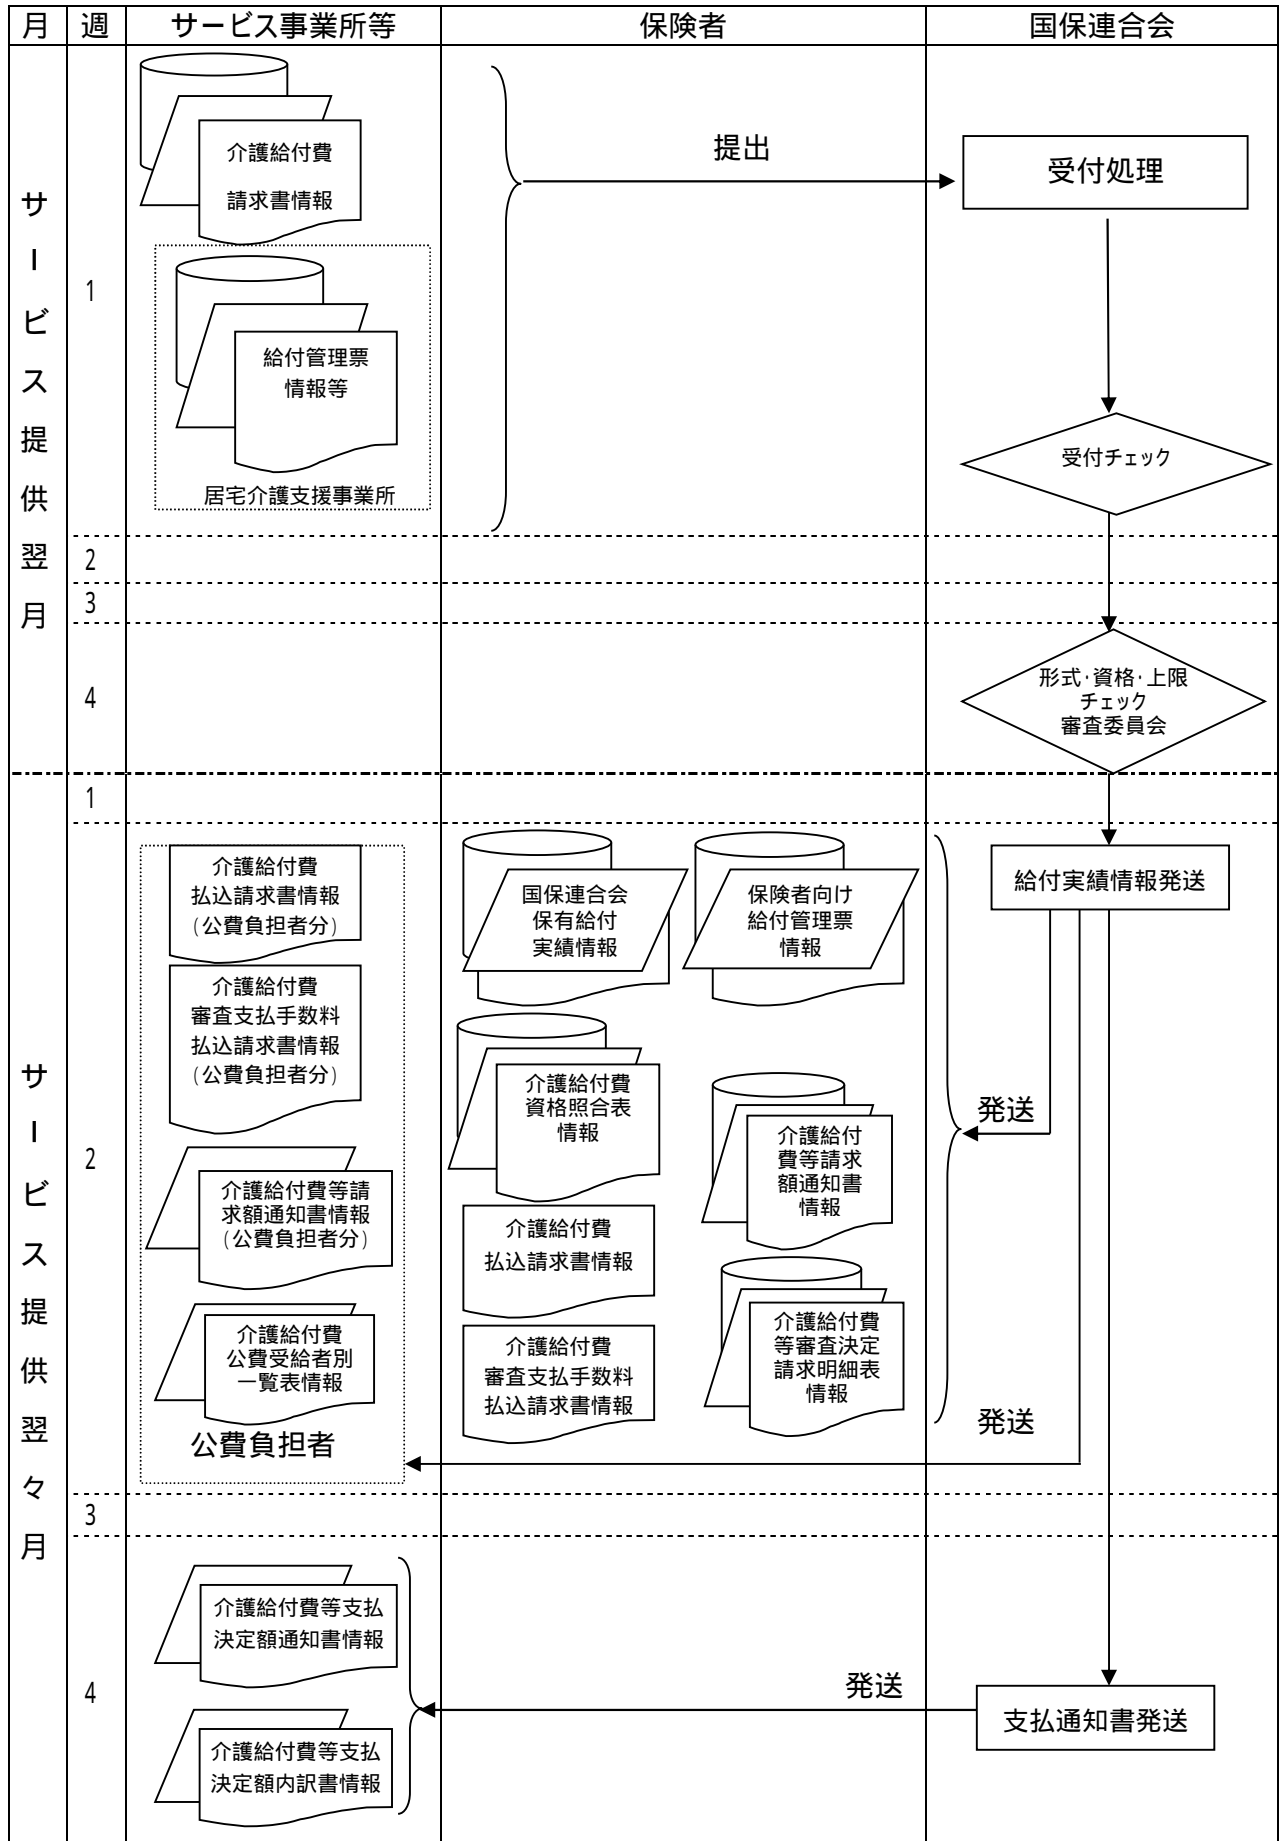 月
週
サービス事業所等
保険者
国保連合会
サービス提供翌月
1
介護給付費
請求書情報
給付管理票
情報等
居宅介護支援事業所
提出
受付処理
受付チェック
2
3
4
形式・資格・上限
チェック
審査委員会
サービス提供翌々月
1
2
介護給付費
払込請求書情報
(公費負担者分)
介護給付費
審査支払手数料
払込請求書情報
(公費負担者分)
介護給付費等請
求額通知書情報
(公費負担者分)
介護給付費
公費受給者別
一覧表情報
公費負担者
国保連合会
保有給付
実績情報
保険者向け
給付管理票
情報
介護給付費
資格照合表
情報
介護給付
費等請求
額通知書
情報
介護給付費
払込請求書情報
介護給付費
審査支払手数料
払込請求書情報
介護給付費
等審査決定
請求明細表
情報
給付実績情報発送
発送
発送
3
4
介護給付費等支払
決定額通知書情報
介護給付費等支払
決定額内訳書情報
発送
支払通知書発送